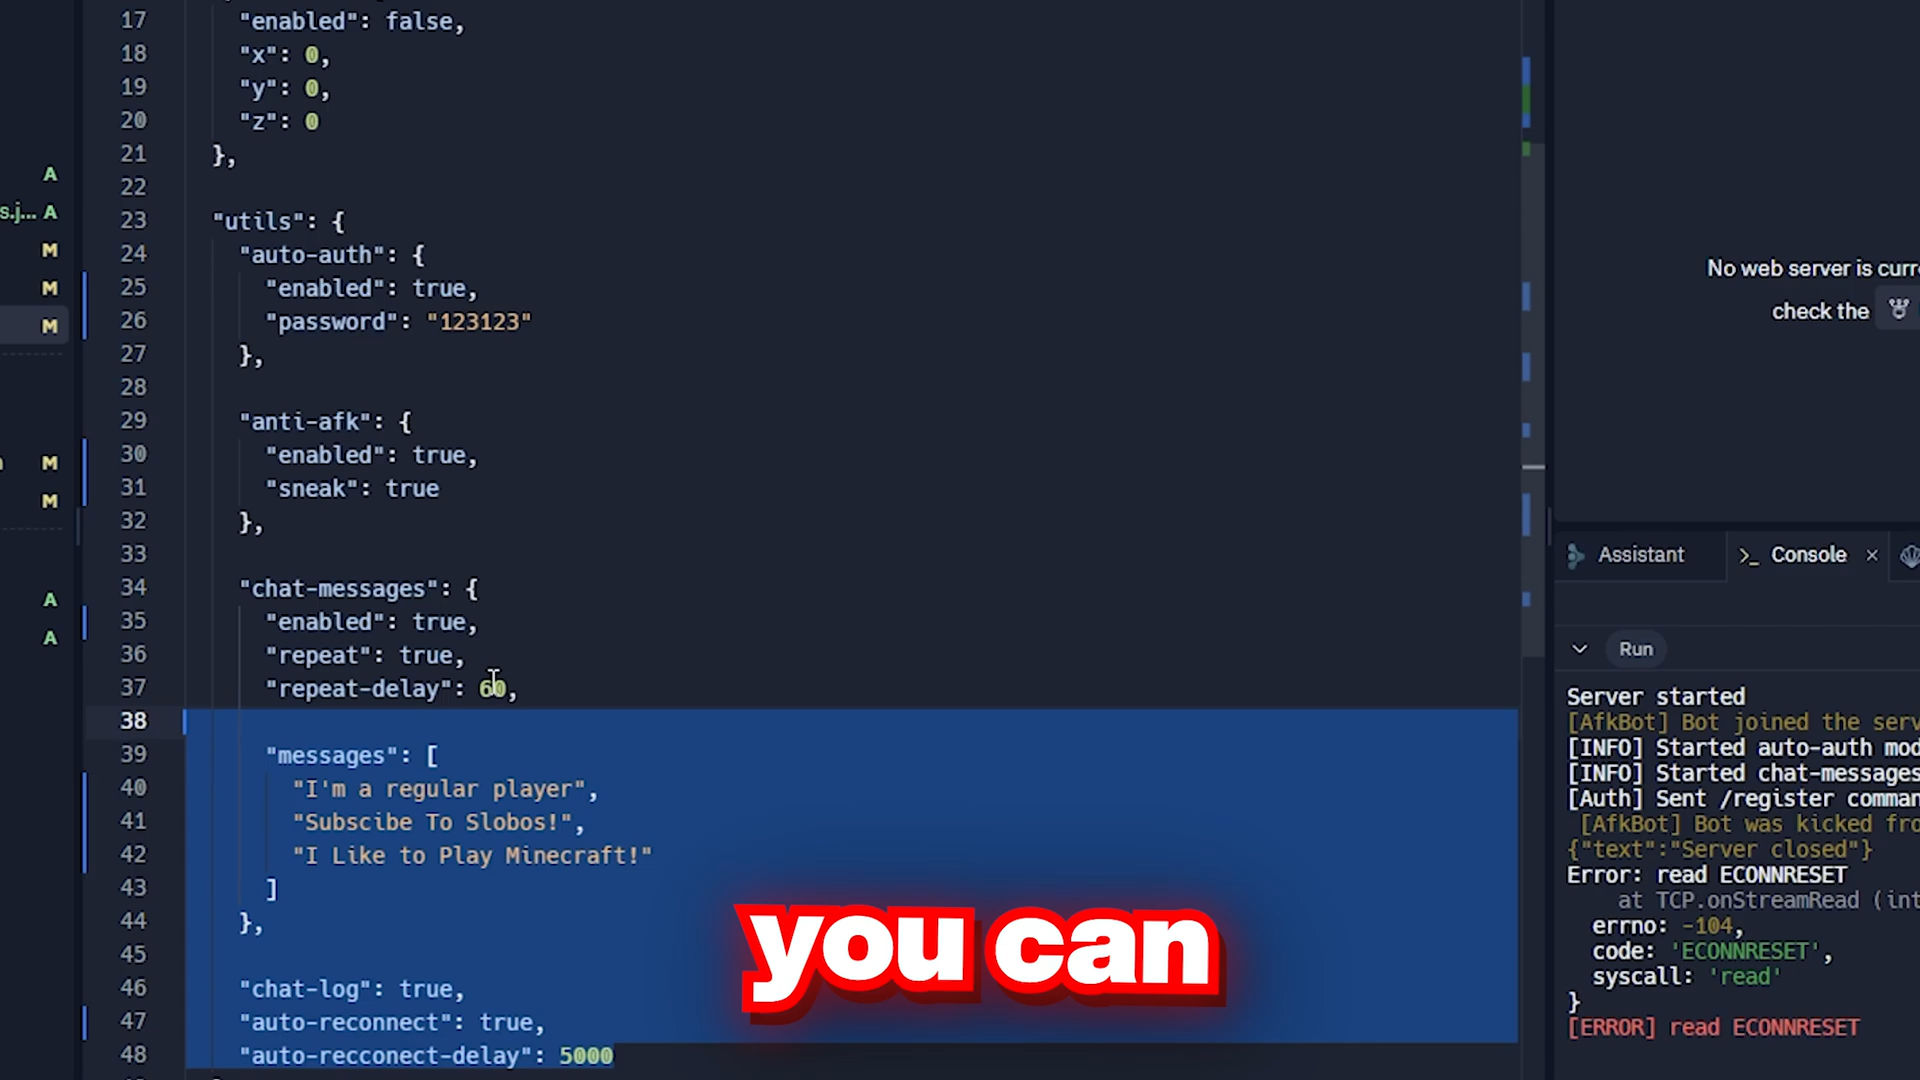 17 "enabled": false,
18 "x": 0,
19 "y": 0,
20 "z": 0
21 },
22
23 "utils": {
24 "auto-auth": {
25 "enabled": true,
26 "password": "123123"
27 },
28
29 "anti-afk": {
30 "enabled": true,
31 "sneak": true
32 },
33
34 "chat-messages": {
35 "enabled": true,
36 "repeat": true,
37 "repeat-delay": 60,
38
39 "messages": [
40 "I'm a regular player",
41 "Subscibe To Slobos!",
42 "I Like to Play Minecraft!"
43 ]
44 },
45
46 "chat-log": true,
47 "auto-reconnect": true,
48 "auto-recconect-delay": 5000
A
s.j... A
M
M
M
M
M
A
A
you can
No web server is curre
check the
Assistant
>_ Console ×
Run
Server started
[AfkBot] Bot joined the serv
[INFO] Started auto-auth mod
[INFO] Started chat-messages
[Auth] Sent /register comman
[AfkBot] Bot was kicked fro
{"text":"Server closed"}
Error: read ECONNRESET
at TCP.onStreamRead (int
errno: -104,
code: 'ECONNRESET',
syscall: 'read'
}
[ERROR] read ECONNRESET